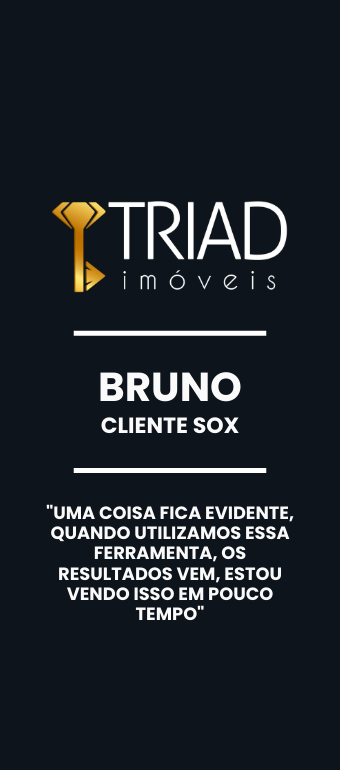 TRIAD
imóveis
BRUNO
CLIENTE SOX
"UMA COISA FICA EVIDENTE,
QUANDO UTILIZAMOS ESSA
FERRAMENTA, OS
RESULTADOS VEM, ESTOU
VENDO ISSO EM POUCO
TEMPO"